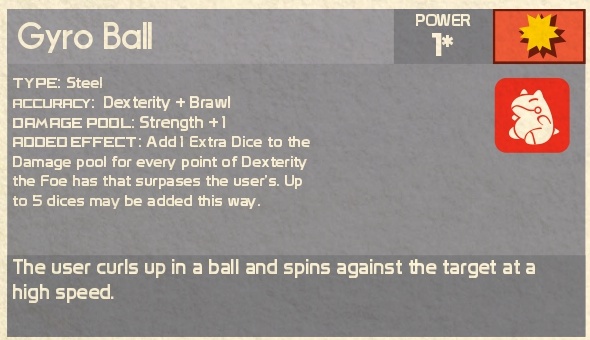 Gyro Ball
POWER
1*
TYPE: Steel
ACCURACY: Dexterity + Brawl
DAMAGE POOL: Strength + 1
ADDED EFFECT: Add 1 Extra Dice to the
Damage pool for every point of Dexterity
the Foe has that surpases the user's. Up
to 5 dices may be added this way.
The user curls up in a ball and spins against the target at a
high speed.